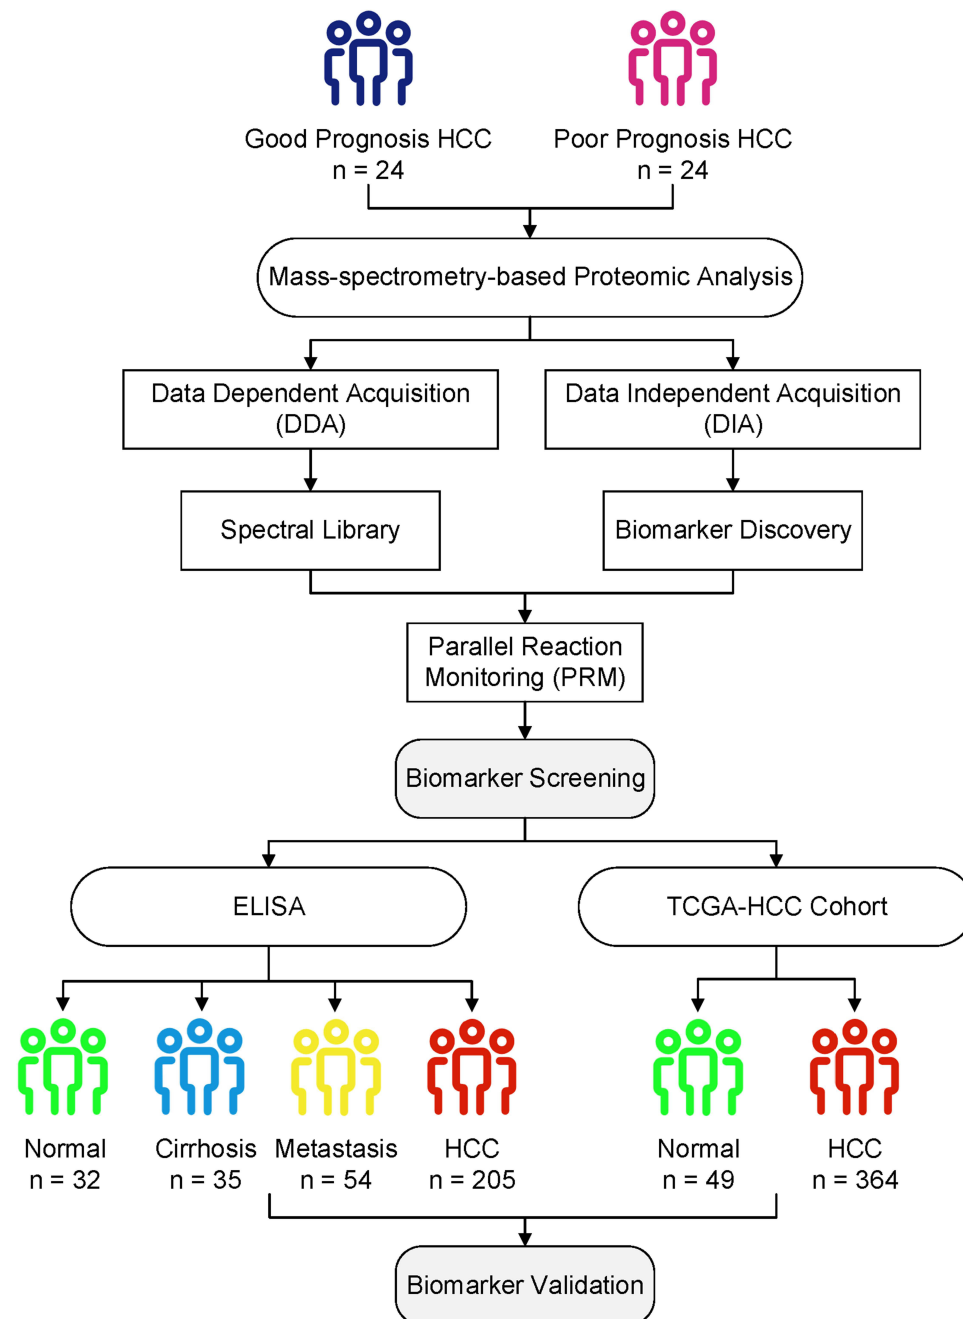 Good Prognosis HCC
n = 24
Poor Prognosis HCC
n = 24
Mass-spectrometry-based Proteomic Analysis
Data Dependent Acquisition
(DDA)
Data Independent Acquisition
(DIA)
Spectral Library
Biomarker Discovery
Parallel Reaction
Monitoring (PRM)
Biomarker Screening
ELISA
TCGA-HCC Cohort
Normal
n = 32
Cirrhosis
n = 35
Metastasis
n = 54
HCC
n = 205
Normal
n = 49
HCC
n = 364
Biomarker Validation